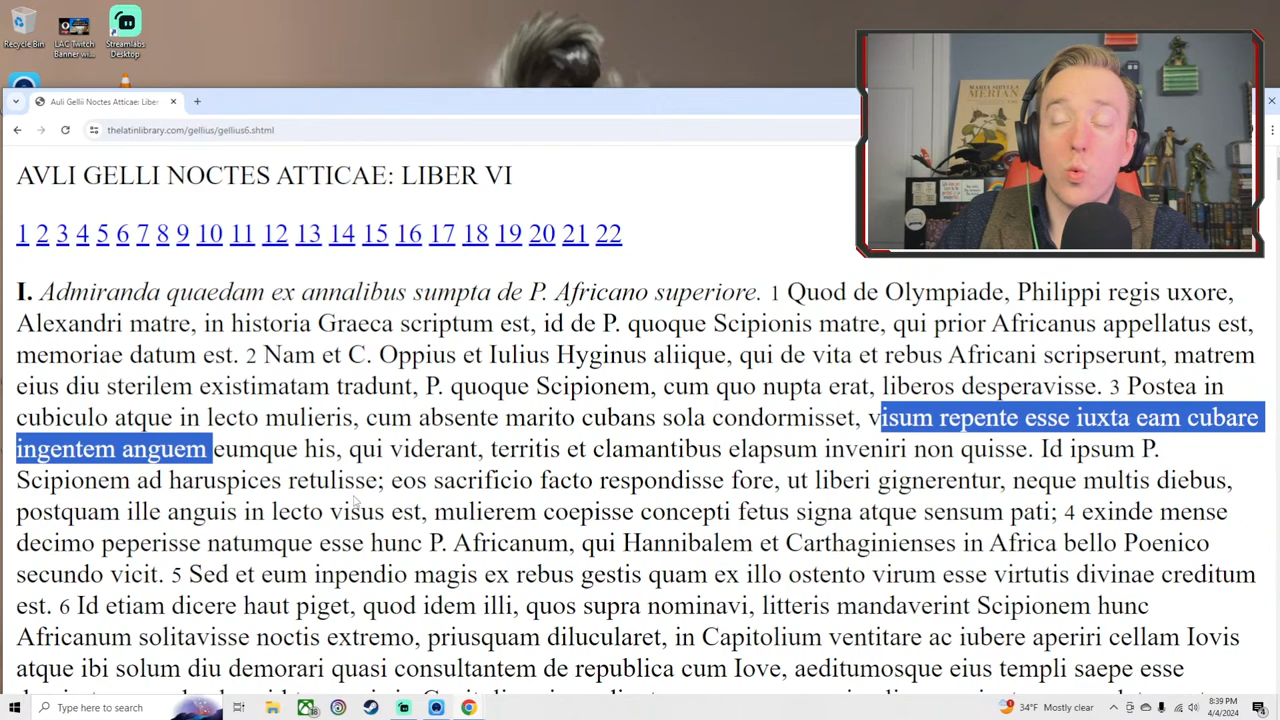 Recycle Bin
LAC Twitch
Banner wi...
Streamlabs
Desktop
Auli Gellii Noctes Atticae: Liber
thelatinlibrary.com/gellius/gellius6.shtml
MARIA SIBYLLA
MERIAN
AVLI GELLI NOCTES ATTICAE: LIBER VI
1 2 3 4 5 6 7 8 9 10 11 12 13 14 15 16 17 18 19 20 21 22
I. Admiranda quaedam ex annalibus sumpta de P. Africano superiore. 1 Quod de Olympiade, Philippi regis uxore,
Alexandri matre, in historia Graeca scriptum est, id de P. quoque Scipionis matre, qui prior Africanus appellatus est,
memoriae datum est. 2 Nam et C. Oppius et Iulius Hyginus aliique, qui de vita et rebus Africani scripserunt, matrem
eius diu sterilem existimatam tradunt, P. quoque Scipionem, cum quo nupta erat, liberos desperavisse. 3 Postea in
cubiculo atque in lecto mulieris, cum absente marito cubans sola condormisset, visum repente esse iuxta eam cubare
ingentem anguem eumque his, qui viderant, territis et clamantibus elapsum inveniri non quisse. Id ipsum P.
Scipionem ad haruspices retulisse; eos sacrificio facto respondisse fore, ut liberi gignerentur, neque multis diebus,
postquam ille anguis in lecto visus est, mulierem coepisse concepti fetus signa atque sensum pati; 4 exinde mense
decimo peperisse natumque esse hunc P. Africanum, qui Hannibalem et Carthaginienses in Africa bello Poenico
secundo vicit. 5 Sed et eum inpendio magis ex rebus gestis quam ex illo ostento virum esse virtutis divinae creditum
est. 6 Id etiam dicere haut piget, quod idem illi, quos supra nominavi, litteris mandaverint Scipionem hunc
Africanum solitavisse noctis extremo, priusquam dilucularet, in Capitolium ventitare ac iubere aperiri cellam Iovis
atque ibi solum diu demorari quasi consultantem de republica cum Iove, aeditumosque eius templi saepe esse
Type here to search
34°F Mostly clear
8:39 PM
4/4/2024